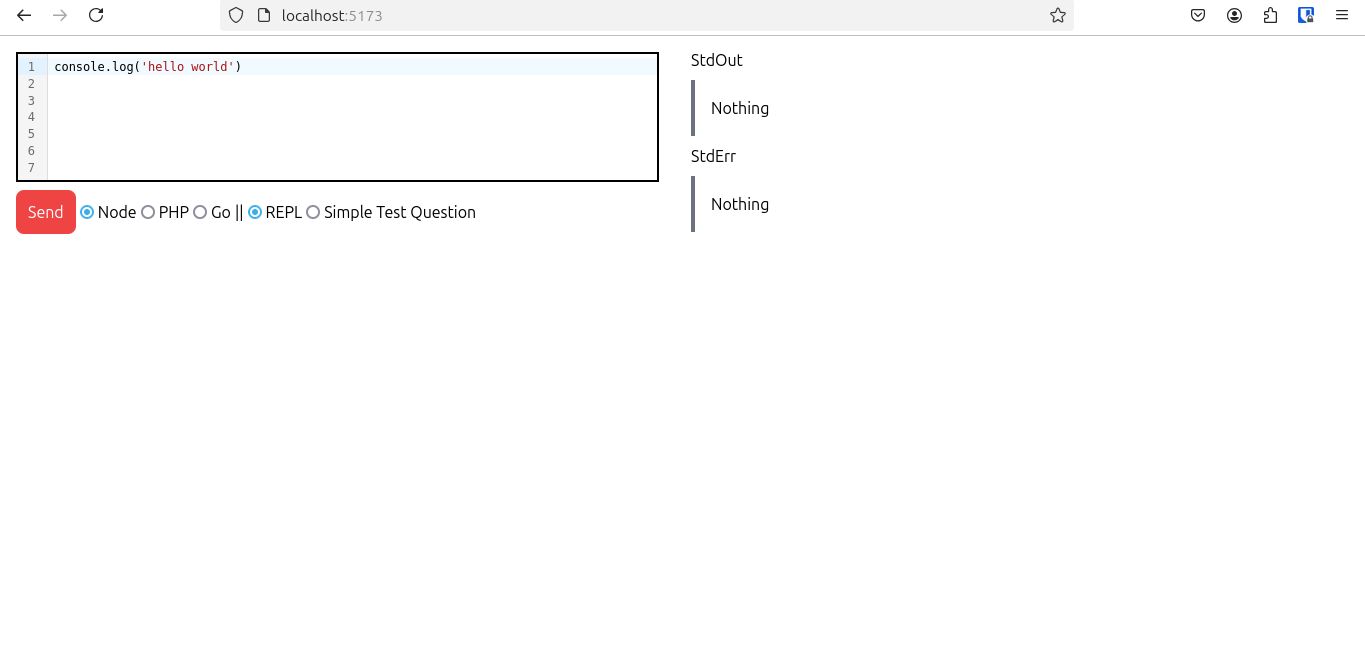 localhost:5173
1 console.log('hello world')
2
3
4
5
6
7
Send Node PHP Go || REPL Simple Test Question
StdOut
Nothing
StdErr
Nothing